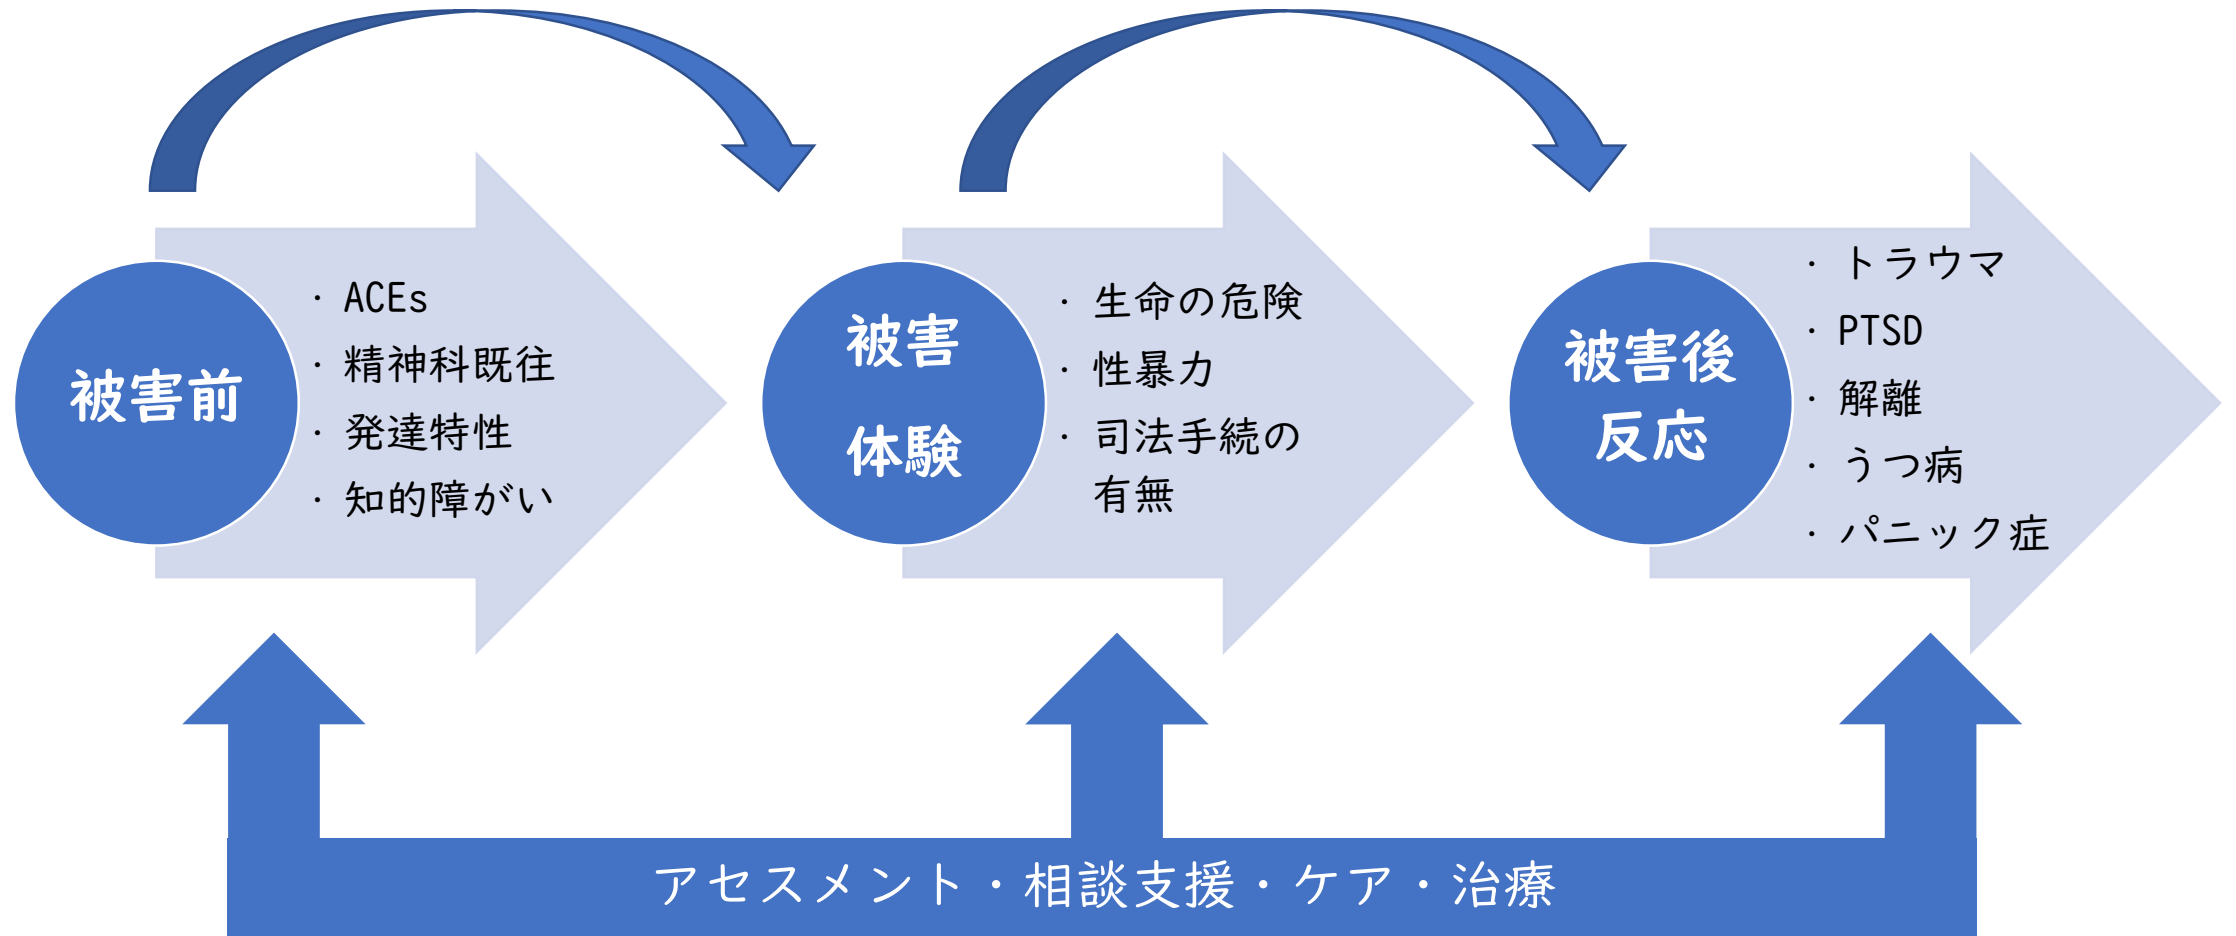 被害前
・ACEs
・精神科既往
・発達特性
・知的障がい
被害
体験
・生命の危険
・性暴力
・司法手続の
有無
被害後
反応
・トラウマ
・PTSD
・解離
・うつ病
・パニック症
アセスメント・相談支援・ケア・治療